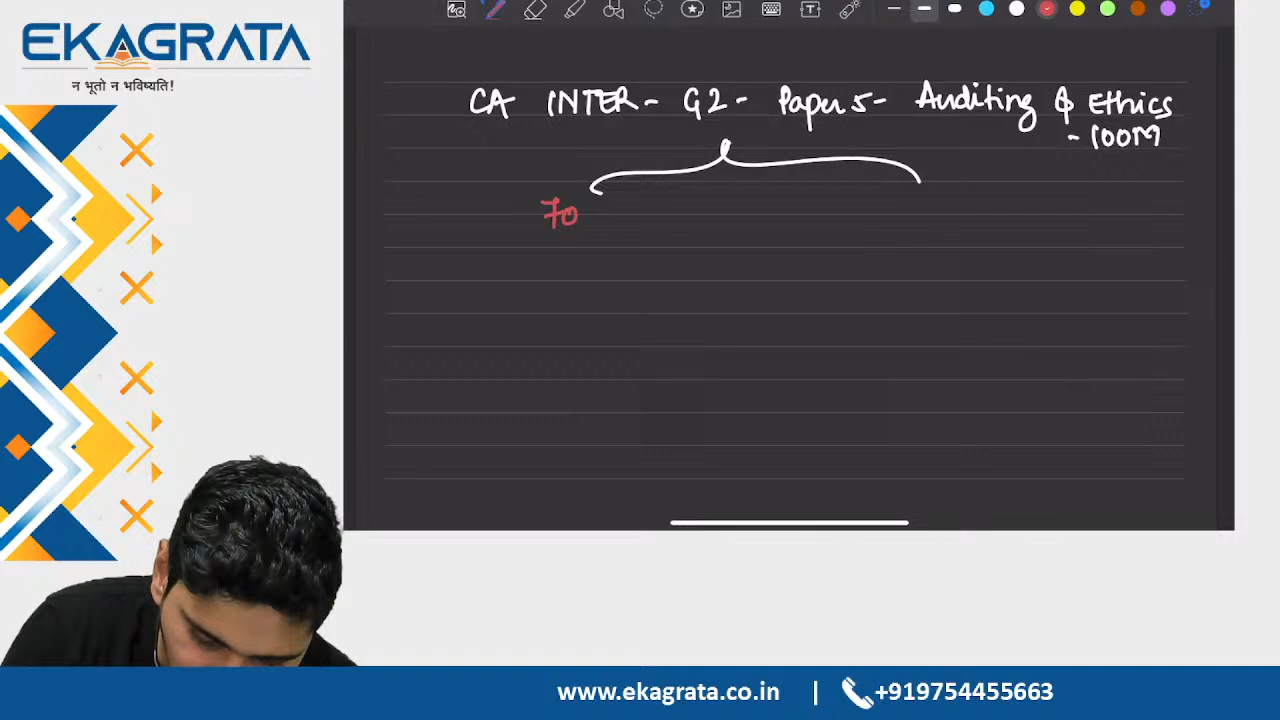 EKAGRATA
न भूतो न भविष्यति!
CA INTER - G2 - Paper 5 - Auditing & Ethics
- 100M
70
www.ekagrata.co.in | +919754455663